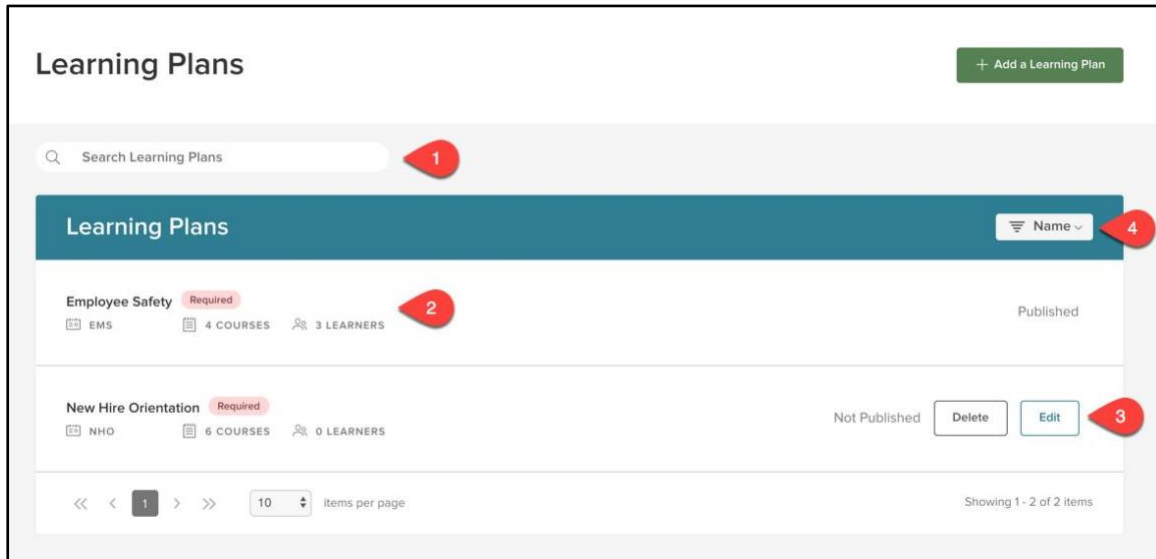 Learning Plans
+ Add a Learning Plan
Search Learning Plans
1
Learning Plans
Name
4
Employee Safety Required
EMS 4 COURSES 3 LEARNERS
2
Published
New Hire Orientation Required
NHO 6 COURSES 0 LEARNERS
Not Published Delete Edit
3
<< < 1 > >> 10 items per page
Showing 1 - 2 of 2 items